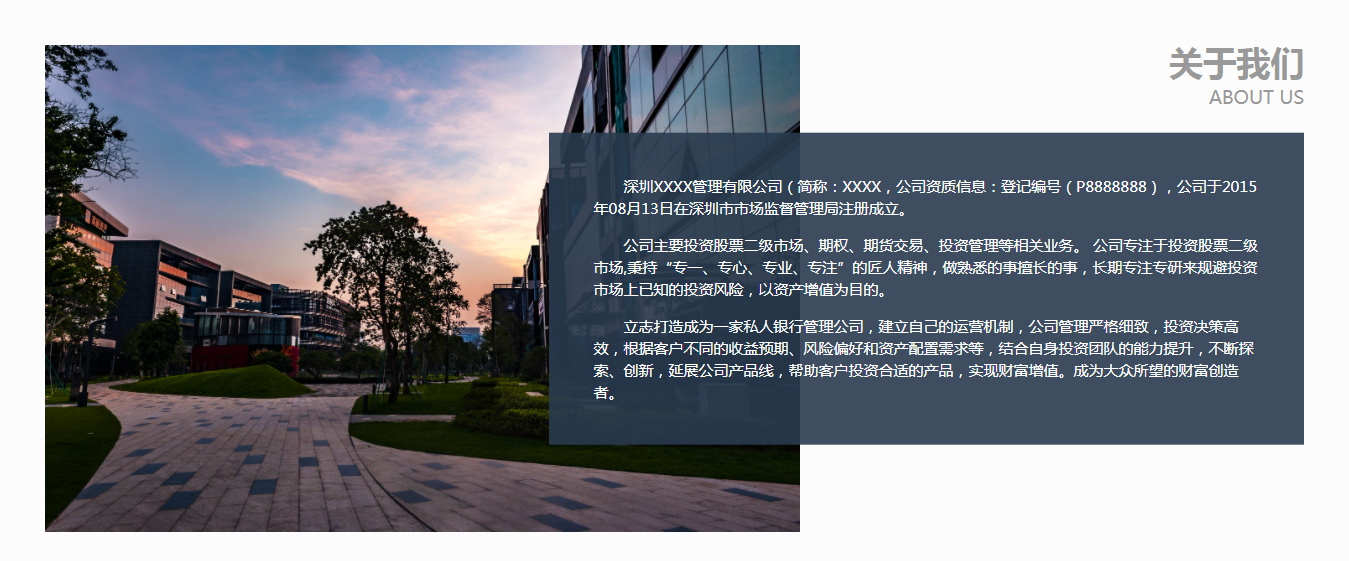 关于我们
ABOUT US
深圳XXXX管理有限公司（简称：XXXX，公司资质信息：登记编号（P8888888），公司于2015
年08月13日在深圳市市场监督管理局注册成立。
公司主要投资股票二级市场、期权、期货交易、投资管理等相关业务。 公司专注于投资股票二级
市场,秉持“专一、专心、专业、专注”的匠人精神，做熟悉的事擅长的事，长期专注专研来规避投资
市场上已知的投资风险，以资产增值为目的。
立志打造成为一家私人银行管理公司，建立自己的运营机制，公司管理严格细致，投资决策高
效，根据客户不同的收益预期、风险偏好和资产配置需求等，结合自身投资团队的能力提升，不断探
索、创新，延展公司产品线，帮助客户投资合适的产品，实现财富增值。成为大众所望的财富创造
者。